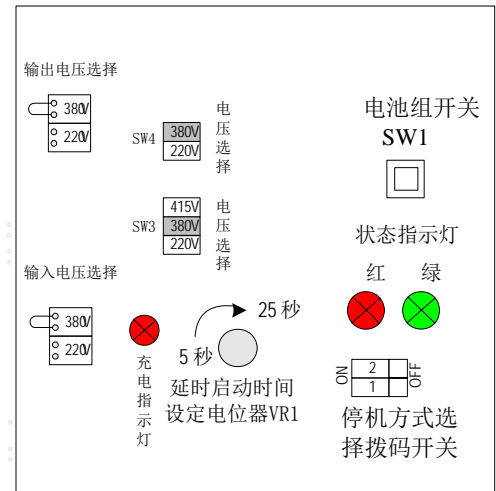 输出电压选择
380V
220V
SW4
380V
220V
电压选择
电池组开关
SW1
SW3
415V
380V
220V
电压选择
状态指示灯
红 绿
输入电压选择
380V
220V
充电指示灯
5秒
25秒
延时启动时间
设定电位器VR1
ON
2
1
OFF
停机方式选
择拨码开关